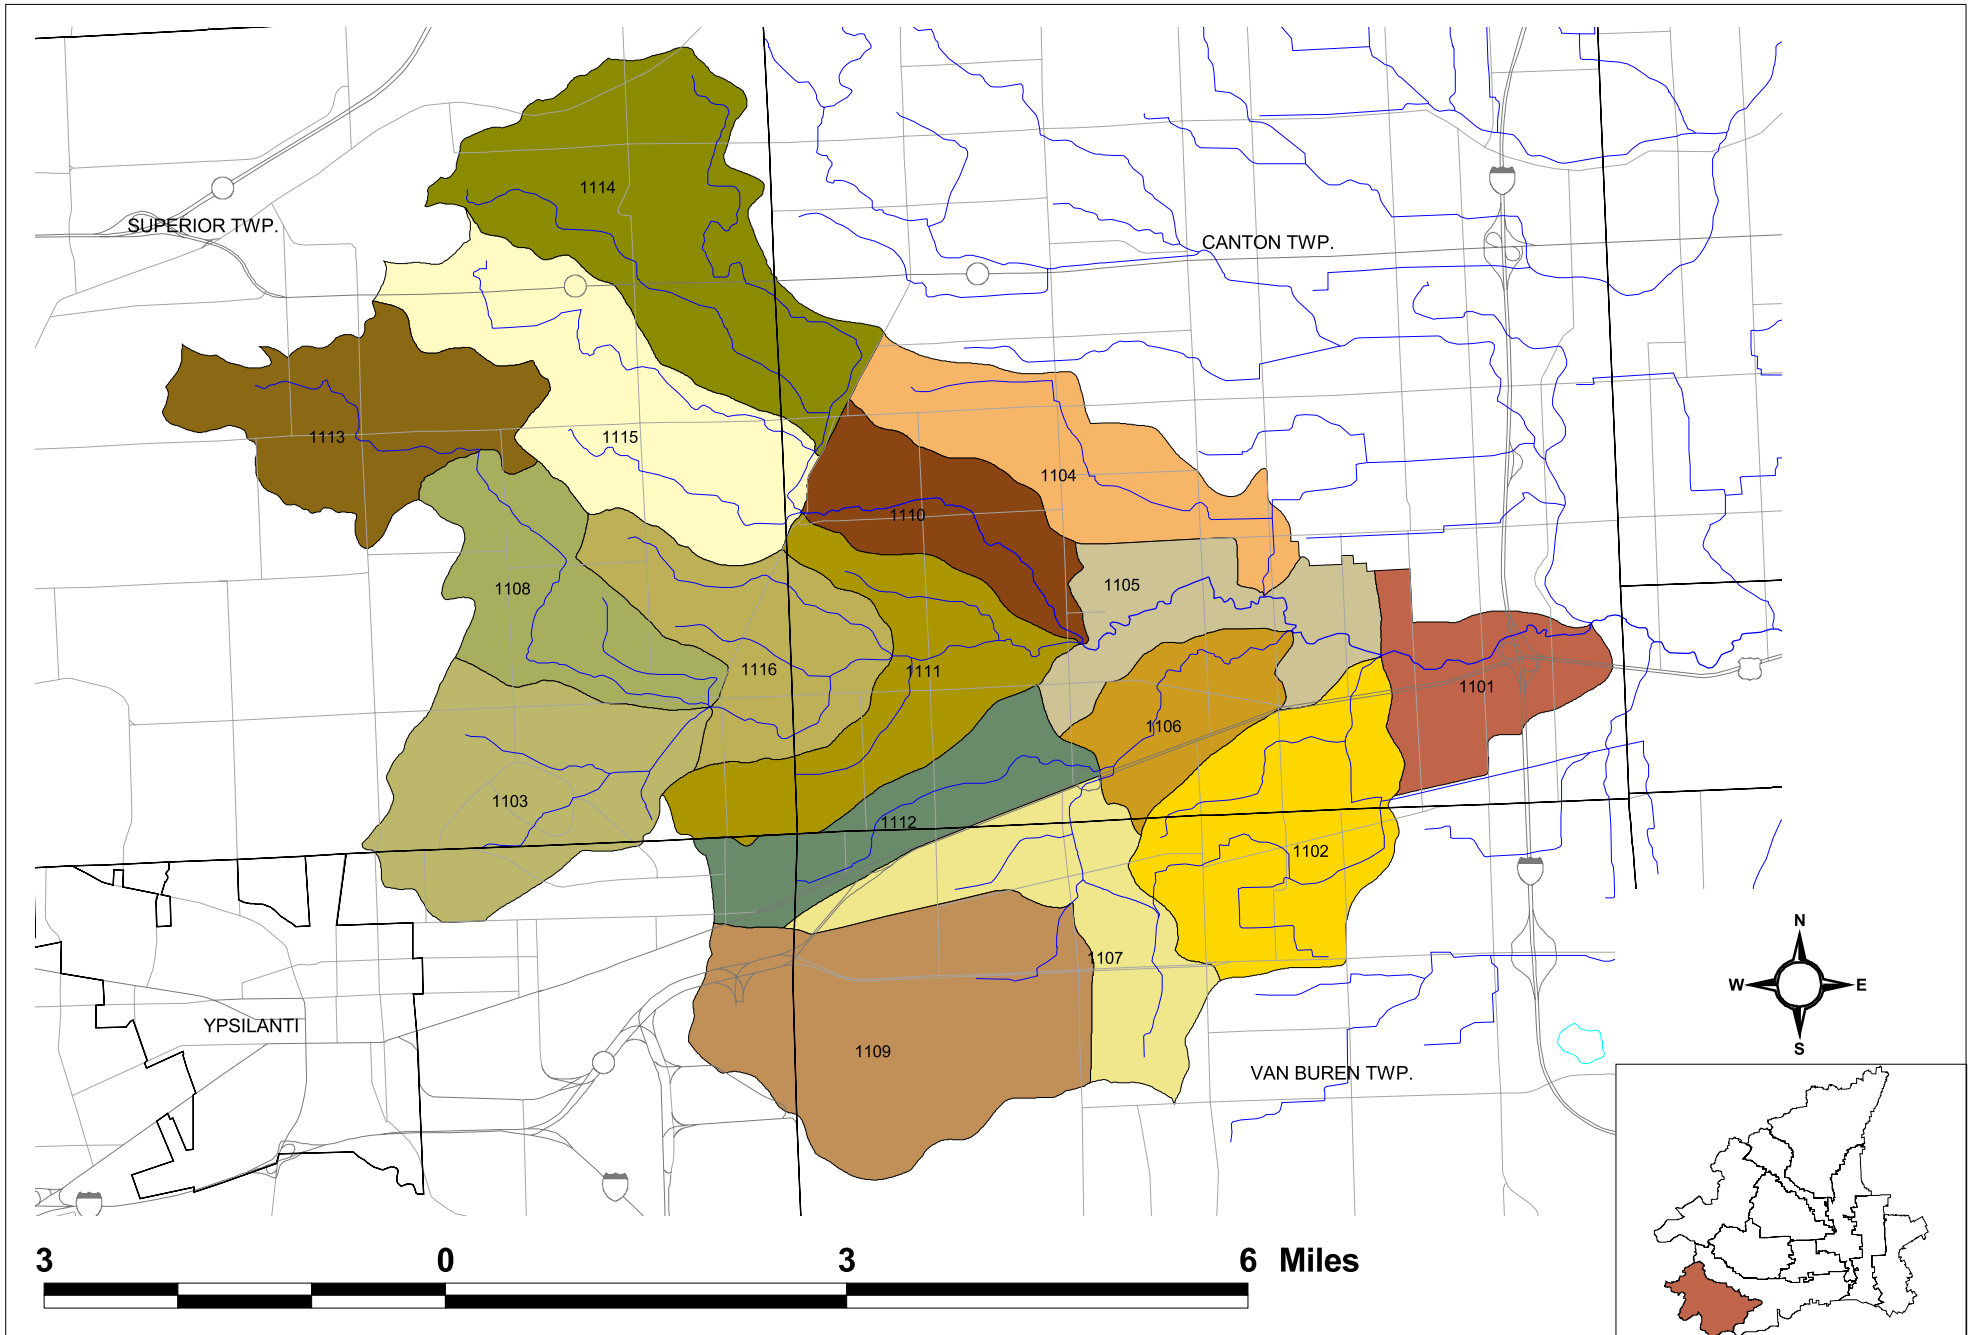 1114
SUPERIOR TWP.
CANTON TWP.
1113
1115
1104
1110
1108
1105
1116
1111
1101
1106
1103
1112
1102
1107
N
W E
S
YPSILANTI
1109
VAN BUREN TWP.
3 0 3 6 Miles